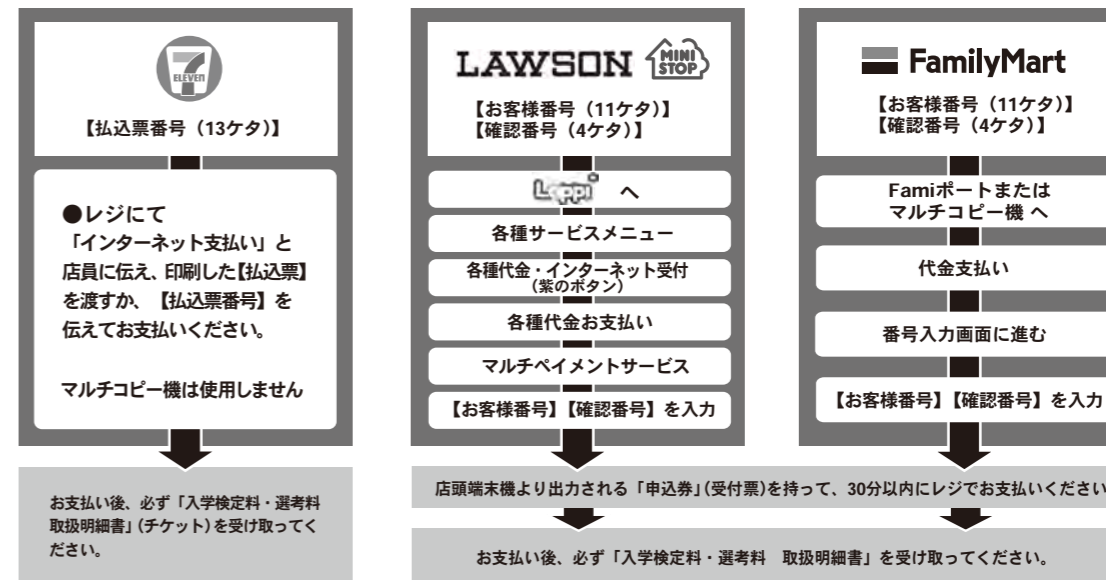 7
ELEVEN
【払込票番号（13ケタ）】
●レジにて
「インターネット支払い」と
店員に伝え、印刷した【払込票】
を渡すか、【払込票番号】を
伝えてお支払いください。
マルチコピー機は使用しません
お支払い後、必ず「入学検定料・選考料
取扱明細書」（チケット）を受け取ってく
ださい。
LAWSON
MINI
STOP
【お客様番号（11ケタ）】
【確認番号（4ケタ）】
Loppi へ
各種サービスメニュー
各種代金・インターネット受付
（紫のボタン）
各種代金お支払い
マルチペイメントサービス
【お客様番号】【確認番号】を入力
FamilyMart
【お客様番号（11ケタ）】
【確認番号（4ケタ）】
Famiポートまたは
マルチコピー機 へ
代金支払い
番号入力画面に進む
【お客様番号】【確認番号】を入力
店頭端末機より出力される「申込券」（受付票）を持って、30分以内にレジでお支払いください
お支払い後、必ず「入学検定料・選考料　取扱明細書」を受け取ってください。